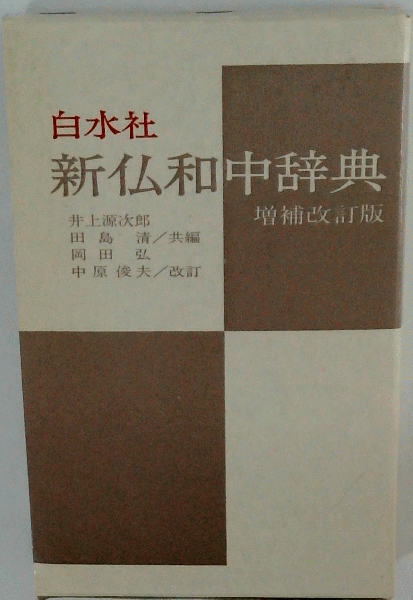 白水社
新仏和中辞典
増補改訂版
井上源次郎
田島 清／共編
岡田 弘
中原俊夫／改訂